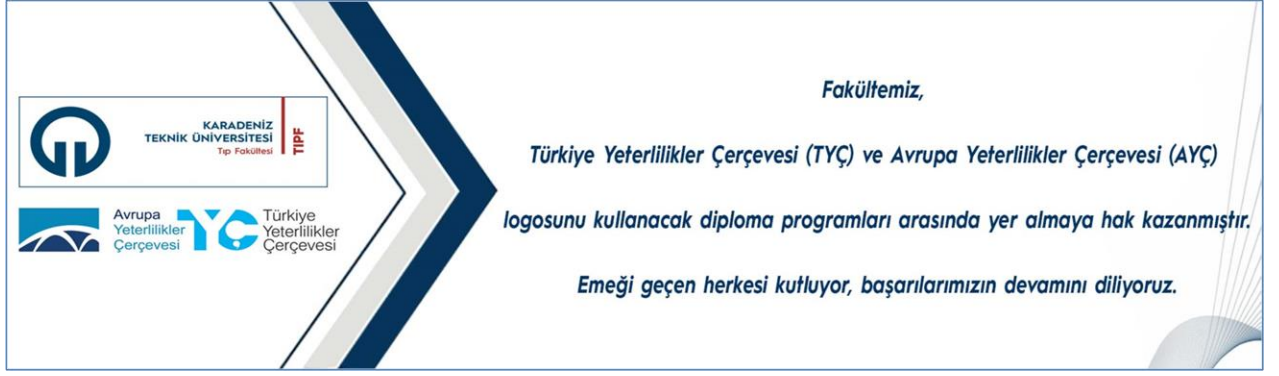 KARADENİZ
TEKNİK ÜNİVERSİTESİ
Tıp Fakültesi
TIPF
Avrupa
Yeterlilikler
Çerçevesi
TYÇ
Türkiye
Yeterlilikler
Çerçevesi
Fakültemiz,
Türkiye Yeterlilikler Çerçevesi (TYÇ) ve Avrupa Yeterlilikler Çerçevesi (AYÇ)
logosunu kullanacak diploma programları arasında yer almaya hak kazanmıştır.
Emeği geçen herkesi kutluyor, başarılarımızın devamını diliyoruz.